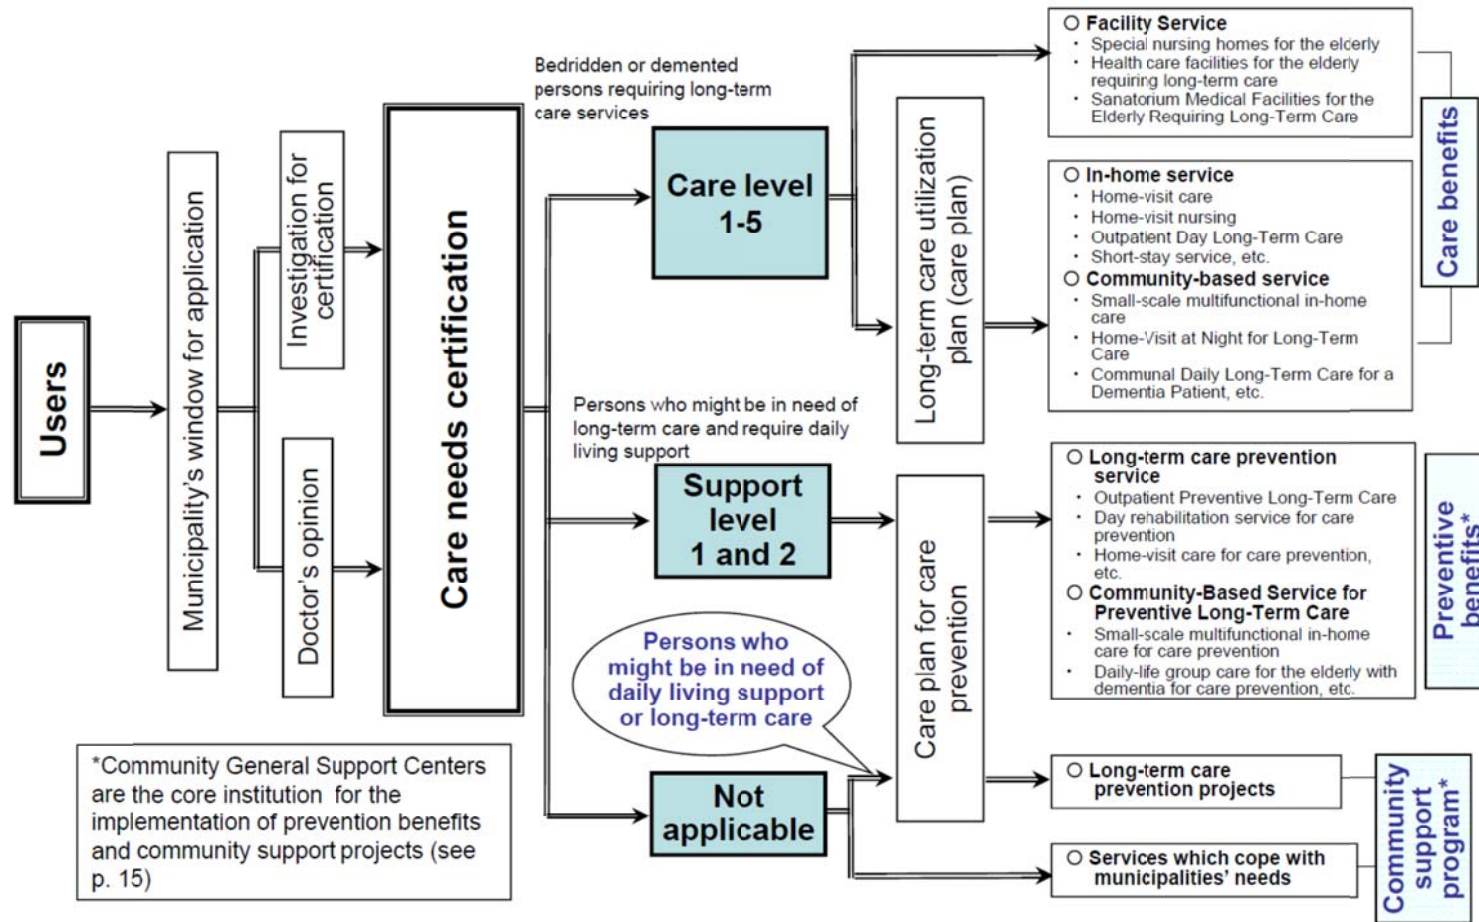 Users
Municipality's window for application
Investigation for
certification
Doctor's opinion
Care needs certification
Bedridden or demented
persons requiring long-term
care services
Care level
1-5
Persons who might be in need of
long-term care and require daily
living support
Support
level
1 and 2
Persons who
might be in need of
daily living support
or long-term care
Not
applicable
Long-term care utilization
plan (care plan)
Care plan for care
prevention
○ Facility Service
・ Special nursing homes for the elderly
・ Health care facilities for the elderly
requiring long-term care
・ Sanatorium Medical Facilities for the
Elderly Requiring Long-Term Care
○ In-home service
・ Home-visit care
・ Home-visit nursing
・ Outpatient Day Long-Term Care
・ Short-stay service, etc.
○ Community-based service
・ Small-scale multifunctional in-home
care
・ Home-Visit at Night for Long-Term
Care
・ Communal Daily Long-Term Care for a
Dementia Patient, etc.
Care benefits
○ Long-term care prevention
service
・ Outpatient Preventive Long-Term Care
・ Day rehabilitation service for care
prevention
・ Home-visit care for care prevention,
etc.
○ Community-Based Service for
Preventive Long-Term Care
・ Small-scale multifunctional in-home
care for care prevention
・ Daily-life group care for the elderly with
dementia for care prevention, etc.
Preventive
benefits*
○ Long-term care
prevention projects
○ Services which cope with
municipalities' needs
Community
support
program*
*Community General Support Centers
are the core institution for the
implementation of prevention benefits
and community support projects (see
p. 15)